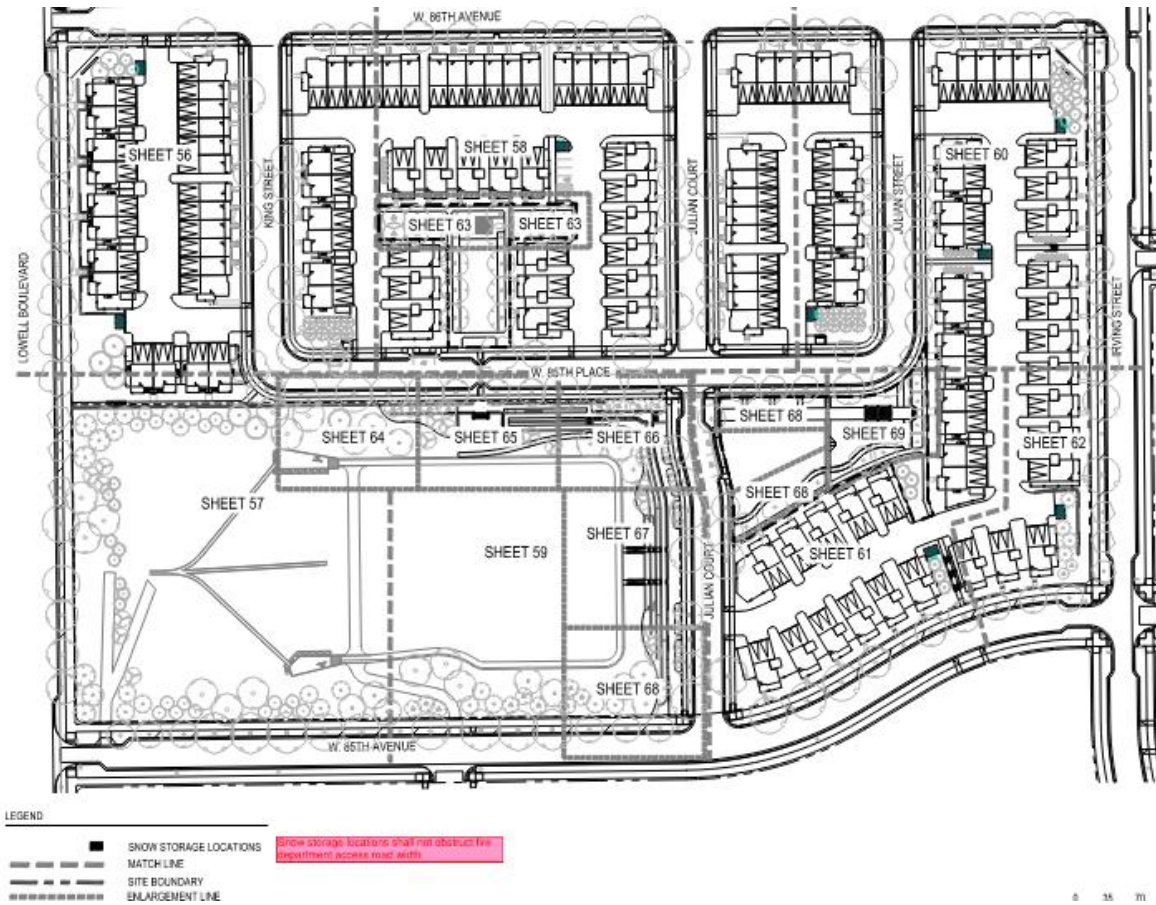 W. 86TH AVENUE
SHEET 56
SHEET 58
SHEET 60
KING STREET
JULIAN COURT
JULIAN STREET
SHEET 63
SHEET 63
LOWELL BOULEVARD
IRVING STREET
W. 85TH PLACE
SHEET 64
SHEET 65
SHEET 66
SHEET 68
SHEET 69
SHEET 62
SHEET 57
SHEET 68
SHEET 67
SHEET 59
SHEET 61
JULIAN COURT
SHEET 68
W. 85TH AVENUE
LEGEND
SNOW STORAGE LOCATIONS
Snow storage locations shall not obstruct fire
department access road width
MATCH LINE
SITE BOUNDARY
ENLARGEMENT LINE
0 35 70